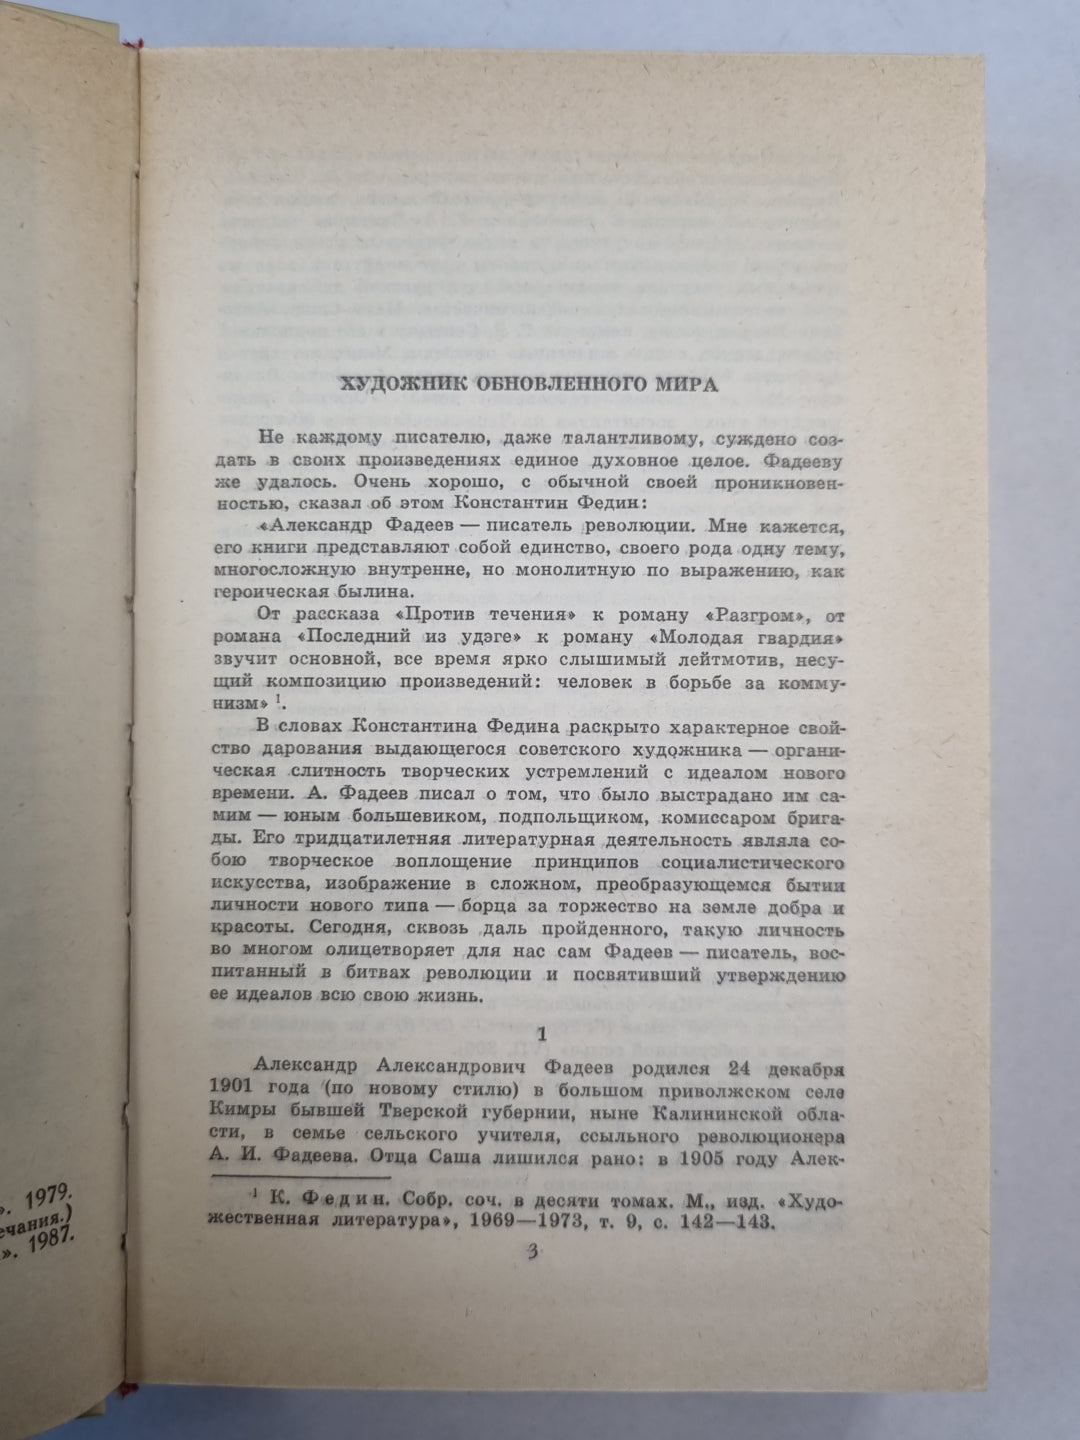 ». 1979.
ечания.)
». 1987.
ХУДОЖНИК ОБНОВЛЕННОГО МИРА
Не каждому писателю, даже талантливому, суждено соз-
дать в своих произведениях единое духовное целое. Фадееву
же удалось. Очень хорошо, с обычной своей проникновен-
ностью, сказал об этом Константин Федин:
«Александр Фадеев — писатель революции. Мне кажется,
его книги представляют собой единство, своего рода одну тему,
многосложную внутренне, но монолитную по выражению, как
героическая былина.
От рассказа «Против течения» к роману «Разгром», от
романа «Последний из удэге» к роману «Молодая гвардия»
звучит основной, все время ярко слышимый лейтмотив, несу-
щий композицию произведений: человек в борьбе за комму-
низм» ¹.
В словах Константина Федина раскрыто характерное свой-
ство дарования выдающегося советского художника — органи-
ческая слитность творческих устремлений с идеалом нового
времени. А. Фадеев писал о том, что было выстрадано им са-
мим — юным большевиком, подпольщиком, комиссаром брига-
ды. Его тридцатилетняя литературная деятельность являла со-
бою творческое воплощение принципов социалистического
искусства, изображение в сложном, преобразующемся бытии
личности нового типа — борца за торжество на земле добра и
красоты. Сегодня, сквозь даль пройденного, такую личность
во многом олицетворяет для нас сам Фадеев — писатель, вос-
питанный в битвах революции и посвятивший утверждению
ее идеалов всю свою жизнь.
1
Александр Александрович Фадеев родился 24 декабря
1901 года (по новому стилю) в большом приволжском селе
Кимры бывшей Тверской губернии, ныне Калининской обла-
сти, в семье сельского учителя, ссыльного революционера
А. И. Фадеева. Отца Саша лишился рано: в 1905 году Алек-
¹ К. Федин. Собр. соч. в десяти томах. М., изд. «Худо-
жественная литература», 1969—1973, т. 9, с. 142—143.
3